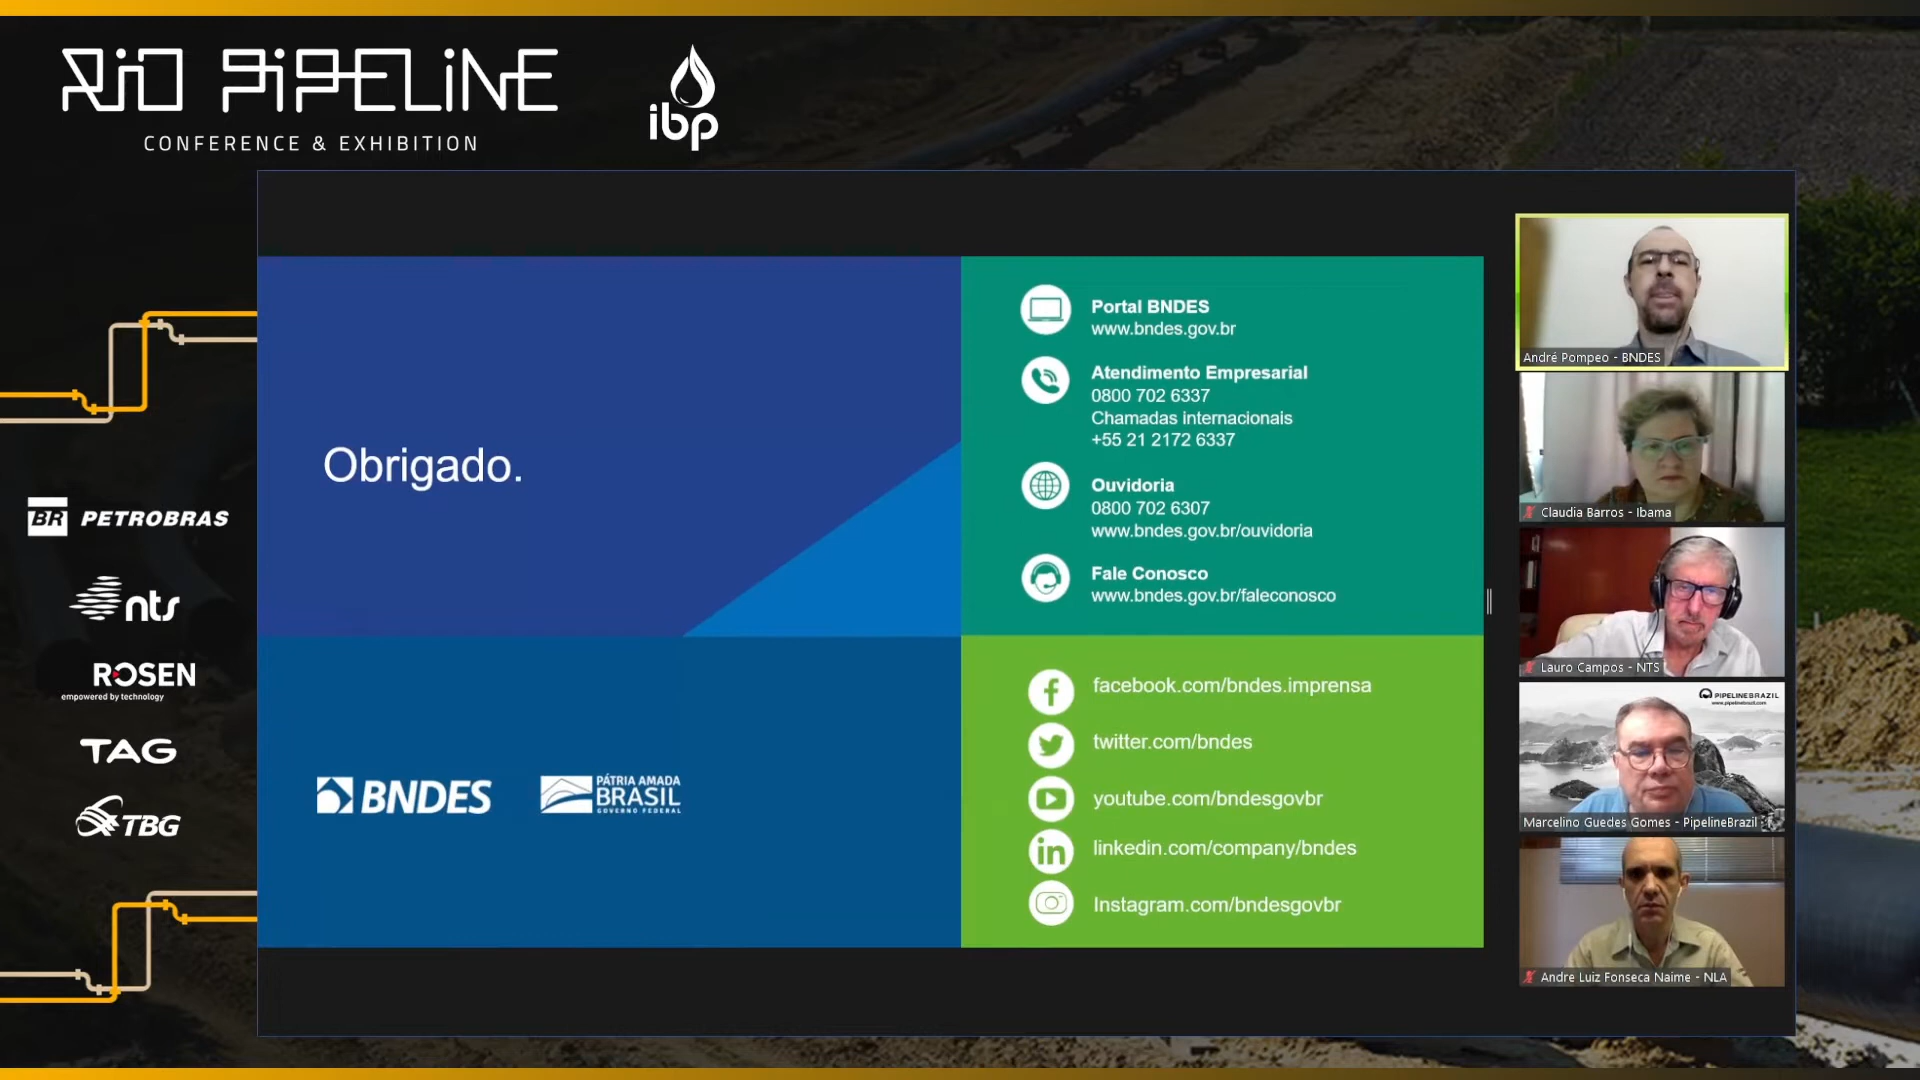 RIO PIPELINE
CONFERENCE & EXHIBITION
ibp
BR PETROBRAS
nts
ROSEN
empowered by technology
TAG
TBG
Obrigado.
BNDES
PÁTRIA AMADA
BRASIL
GOVERNO FEDERAL
Portal BNDES
www.bndes.gov.br
Atendimento Empresarial
0800 702 6337
Chamadas internacionais
+55 21 2172 6337
Ouvidoria
0800 702 6307
www.bndes.gov.br/ouvidoria
Fale Conosco
www.bndes.gov.br/faleconosco
facebook.com/bndes.imprensa
twitter.com/bndes
youtube.com/bndesgovbr
linkedin.com/company/bndes
Instagram.com/bndesgovbr
André Pompeo - BNDES
Claudia Barros - Ibama
Lauro Campos - NTS
PIPELINEBRAZIL
www.pipelinebrazil.com
Marcelino Guedes Gomes - PipelineBrazil
Andre Luiz Fonseca Naime - NLA